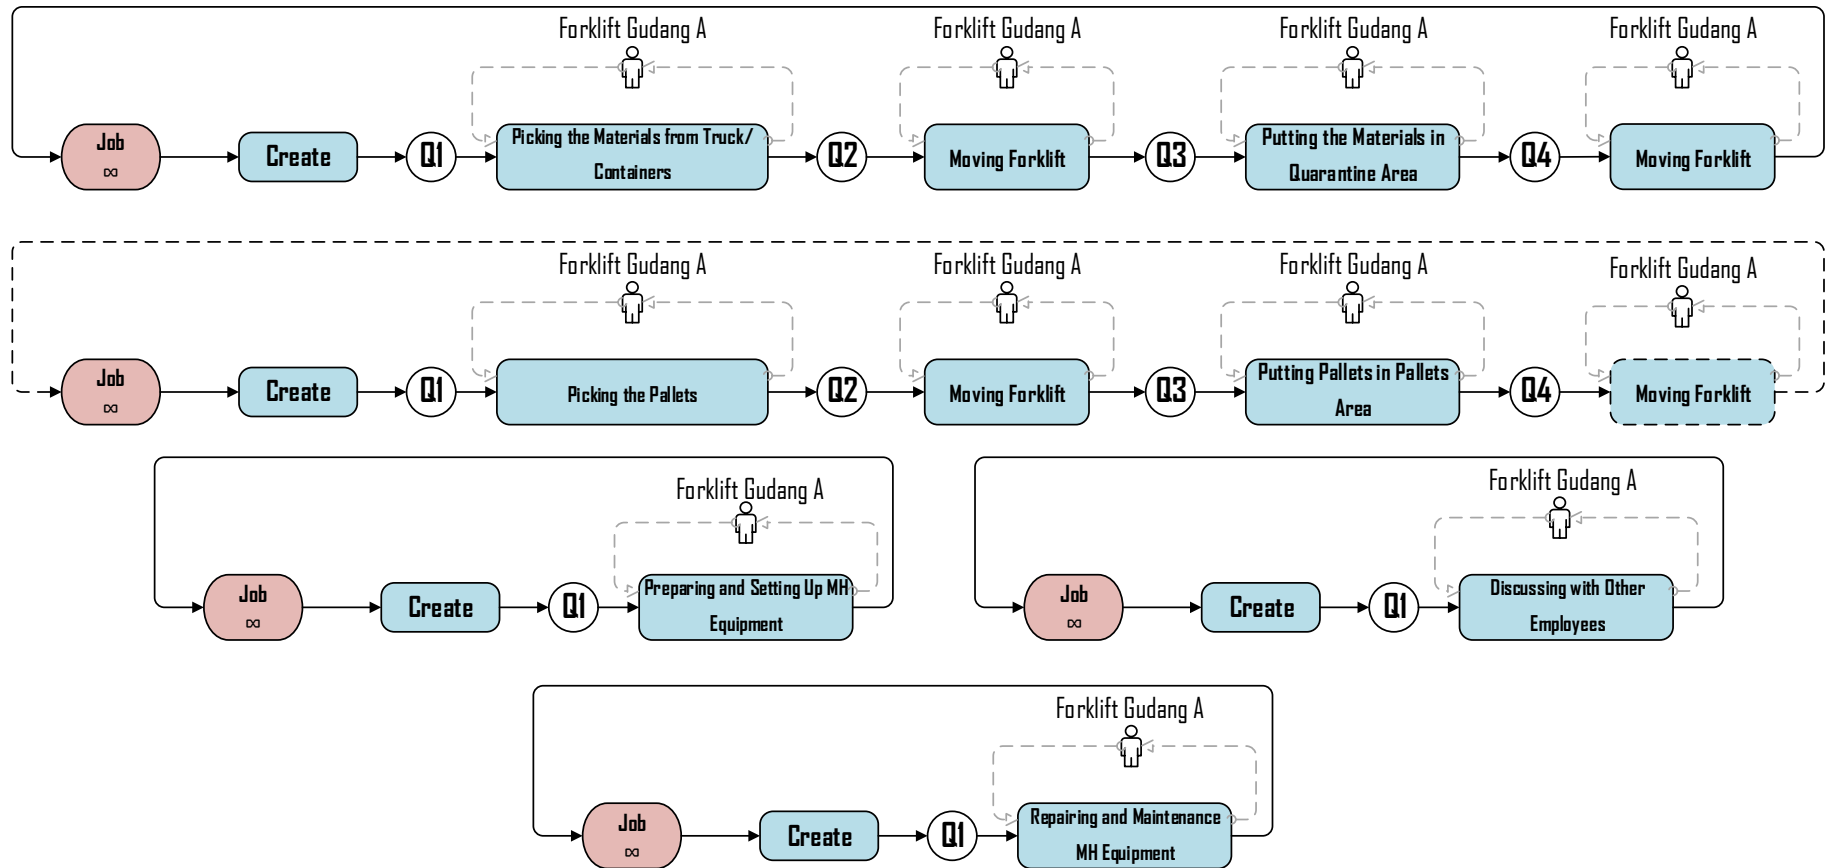 Forklift Gudang A
Forklift Gudang A
Forklift Gudang A
Forklift Gudang A
Job
∞
Create
Q1
Picking the Materials from Truck/
Containers
Q2
Moving Forklift
Q3
Putting the Materials in
Quarantine Area
Q4
Moving Forklift
Forklift Gudang A
Forklift Gudang A
Forklift Gudang A
Forklift Gudang A
Job
∞
Create
Q1
Picking the Pallets
Q2
Moving Forklift
Q3
Putting Pallets in Pallets
Area
Q4
Moving Forklift
Forklift Gudang A
Job
∞
Create
Q1
Preparing and Setting Up MH
Equipment
Forklift Gudang A
Job
∞
Create
Q1
Discussing with Other
Employees
Forklift Gudang A
Job
∞
Create
Q1
Repairing and Maintenance
MH Equipment